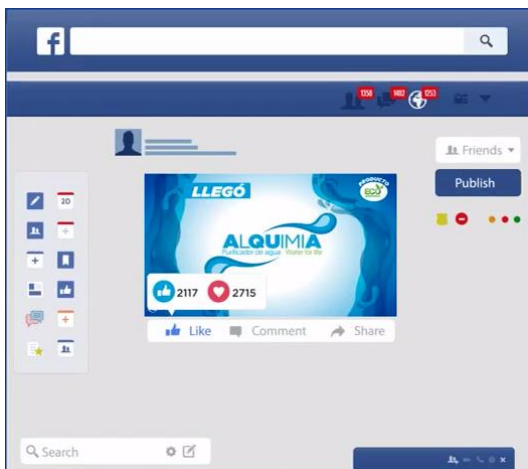 f
1358 1402 1253
Friends
Publish
20
LLEGÓ
PRODUCTO
ECO
ALQUIMIA
Purificador de agua Water for life
2117 2715
Like Comment Share
Search